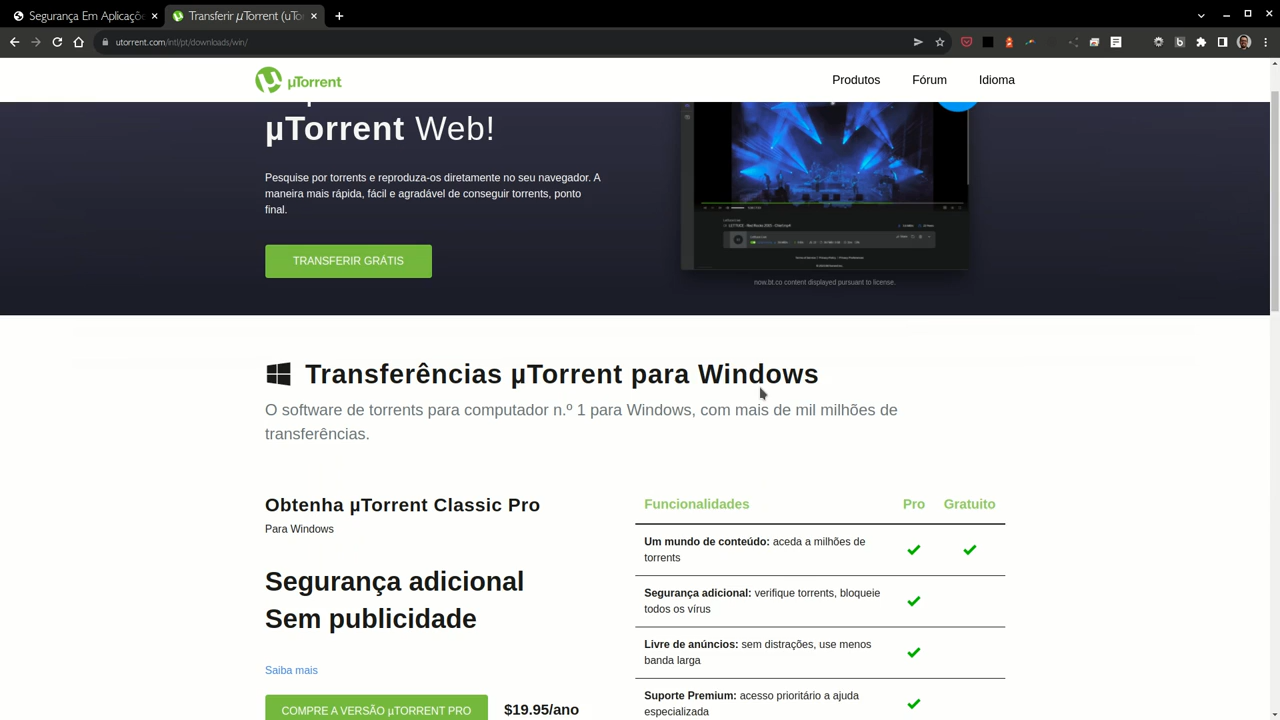 Segurança Em Aplicaçõe
Transferir µTorrent (uTo
utorrent.com/intl/pt/downloads/win/
µTorrent
Produtos
Fórum
Idioma
µTorrent Web!
Pesquise por torrents e reproduza-os diretamente no seu navegador. A
maneira mais rápida, fácil e agradável de conseguir torrents, ponto
final.
TRANSFERIR GRÁTIS
now.bt.co content displayed pursuant to license.
Transferências µTorrent para Windows
O software de torrents para computador n.º 1 para Windows, com mais de mil milhões de
transferências.
Obtenha µTorrent Classic Pro
Para Windows
Segurança adicional
Sem publicidade
Saiba mais
COMPRE A VERSÃO µTORRENT PRO
$19.95/ano
Funcionalidades
Pro
Gratuito
Um mundo de conteúdo: aceda a milhões de
torrents
Segurança adicional: verifique torrents, bloqueie
todos os vírus
Livre de anúncios: sem distrações, use menos
banda larga
Suporte Premium: acesso prioritário a ajuda
especializada